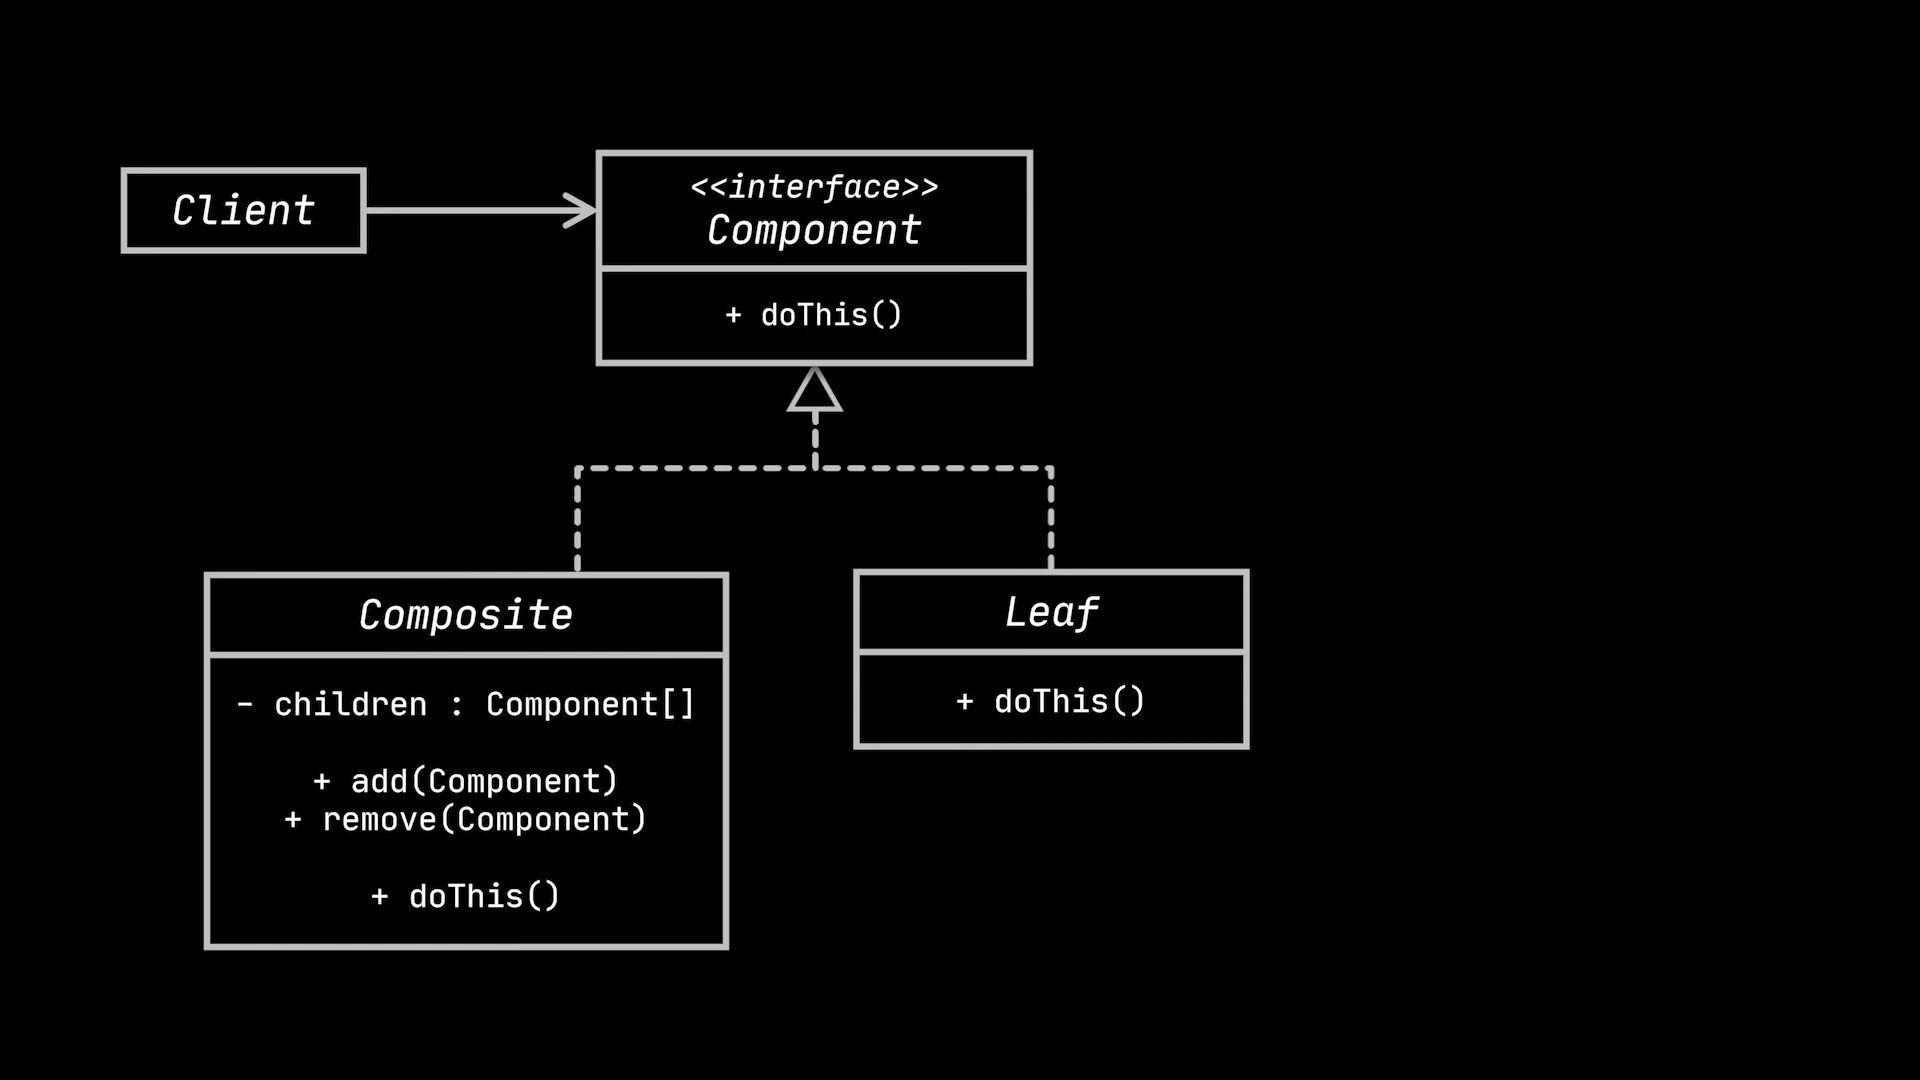 Client
<<interface>>
Component
+ doThis()
Composite
- children : Component[]
+ add(Component)
+ remove(Component)
+ doThis()
Leaf
+ doThis()